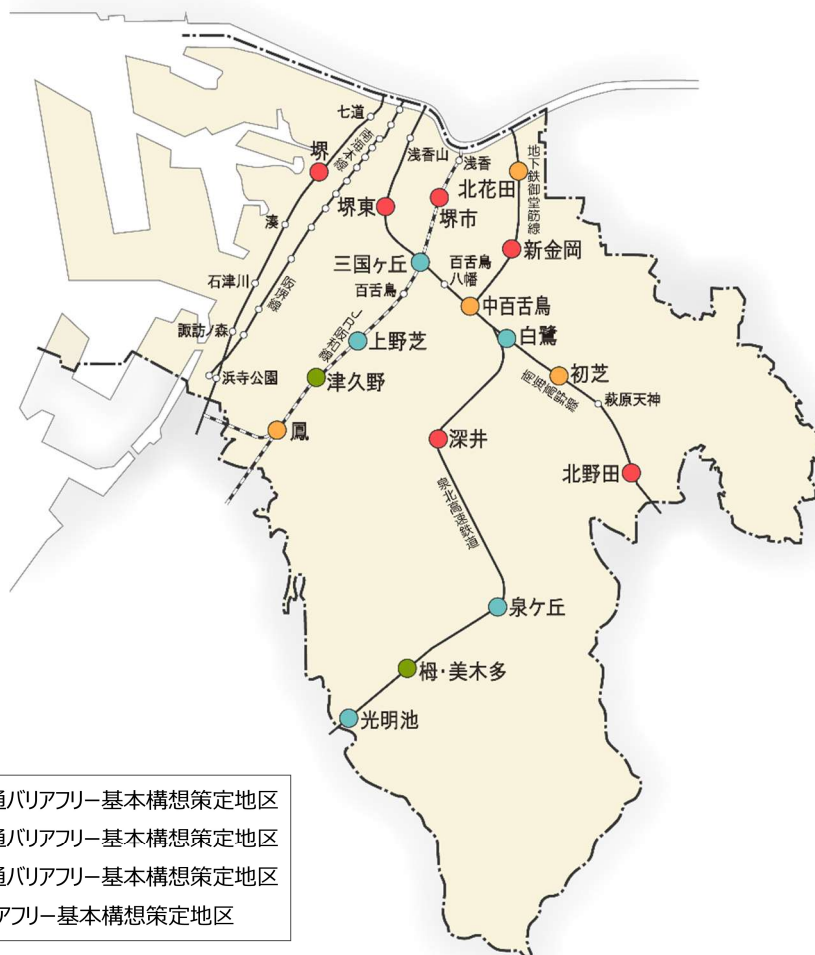 七道
南海本線
浅香山
浅香
地下鉄御堂筋線
堺
北花田
堺東
堺市
湊
新金岡
三国ヶ丘
百舌鳥
八幡
石津川
阪堺線
百舌鳥
中百舌鳥
諏訪ノ森
JR阪和線
上野芝
白鷺
浜寺公園
津久野
初芝
南海高野線
萩原天神
鳳
深井
北野田
泉北高速鉄道
泉ケ丘
栂・美木多
光明池
通バリアフリー基本構想策定地区
通バリアフリー基本構想策定地区
通バリアフリー基本構想策定地区
アフリー基本構想策定地区